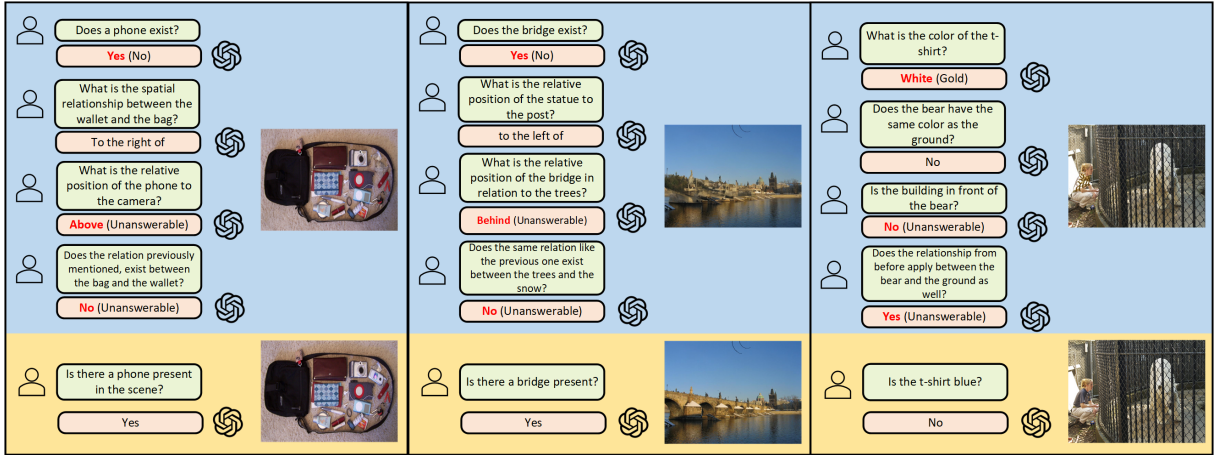 Does a phone exist?
Yes (No)
What is the spatial
relationship between the
wallet and the bag?
To the right of
What is the relative
position of the phone to
the camera?
Above (Unanswerable)
Does the relation previously
mentioned, exist between
the bag and the wallet?
No (Unanswerable)
Is there a phone present
in the scene?
Yes
Does the bridge exist?
Yes (No)
What is the relative
position of the statue to
the post?
to the left of
What is the relative
position of the bridge in
relation to the trees?
Behind (Unanswerable)
Does the same relation like
the previous one exist
between the trees and the
snow?
No (Unanswerable)
Is there a bridge present?
Yes
What is the color of the t-
shirt?
White (Gold)
Does the bear have the
same color as the
ground?
No
Is the building in front of
the bear?
No (Unanswerable)
Does the relationship from
before apply between the
bear and the ground as
well?
Yes (Unanswerable)
Is the t-shirt blue?
No